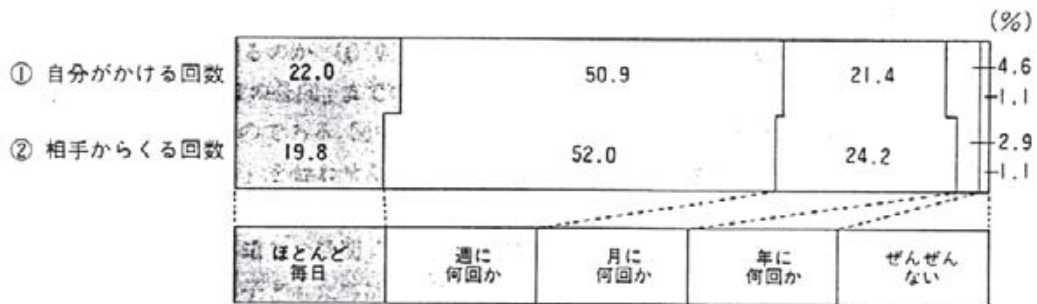 (%)
① 自分がかける回数 22.0 50.9 21.4 4.6 1.1
② 相手からくる回数 19.8 52.0 24.2 2.9 1.1
ほとんど 週に 月に 年に ぜんぜん
毎日 何回か 何回か 何回か ない